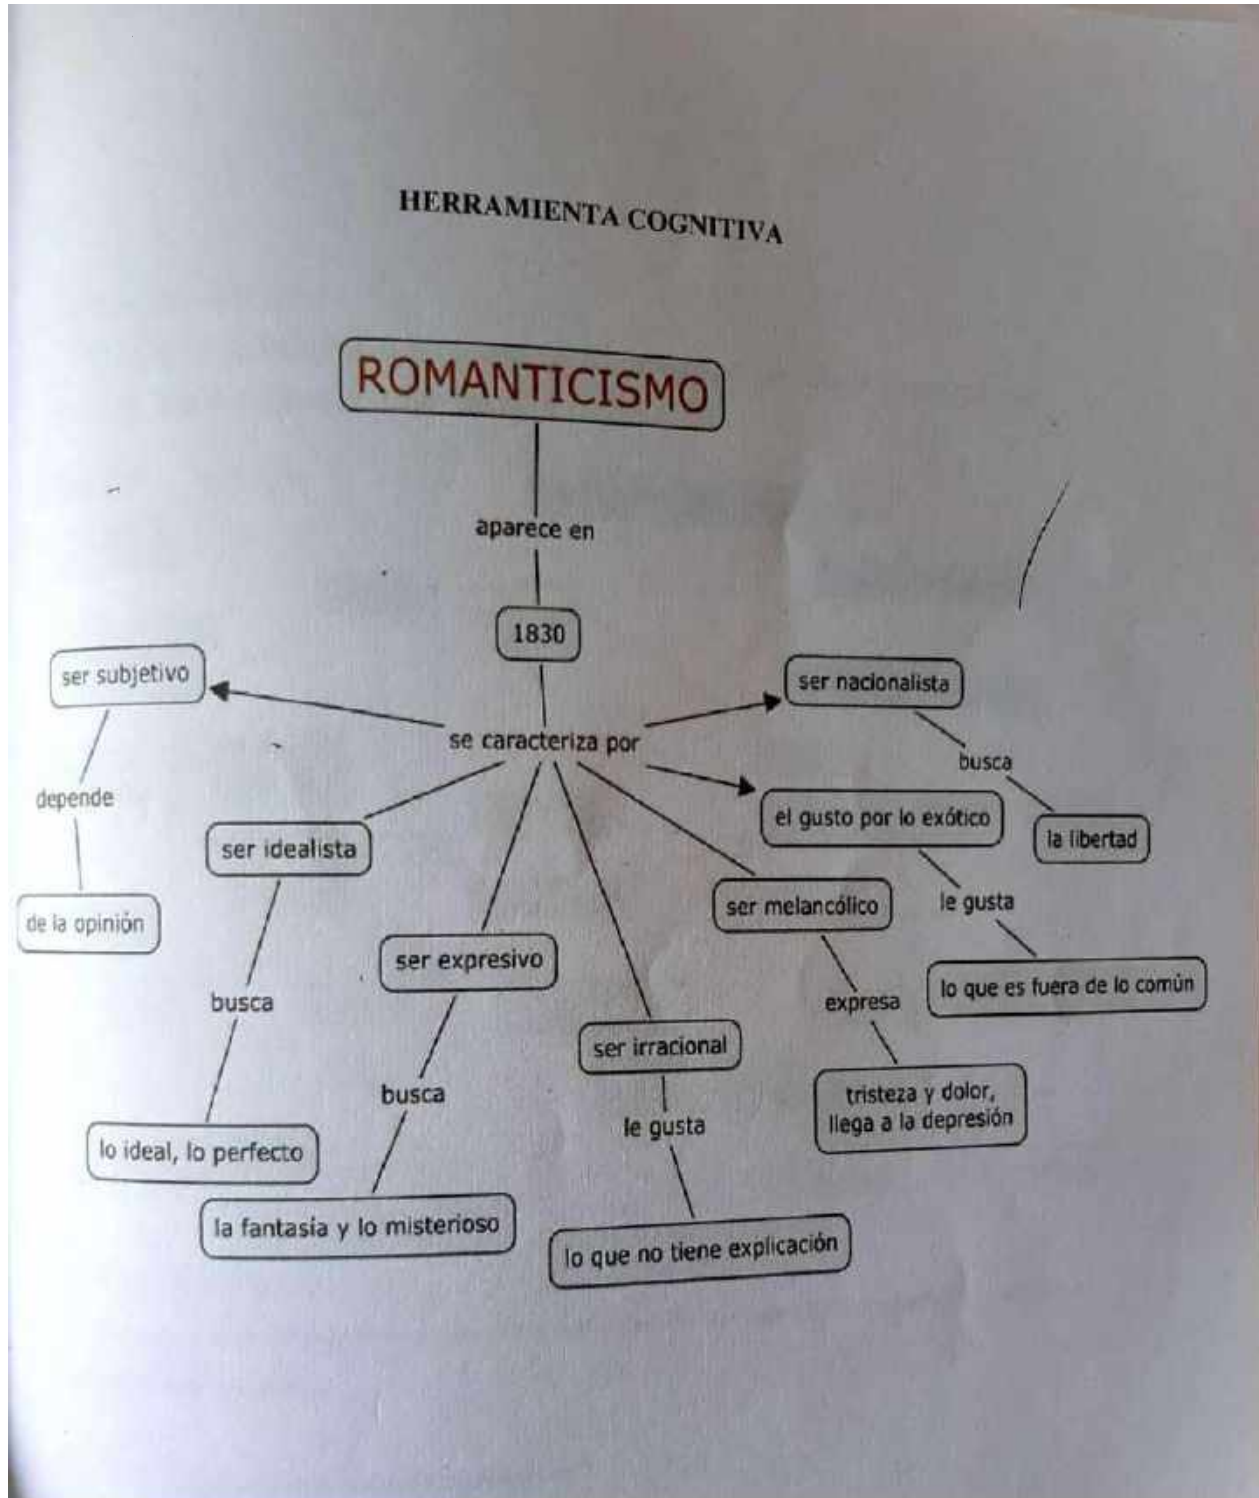 HERRAMIENTA COGNITIVA
ROMANTICISMO
aparece en
1830
se caracteriza por
ser subjetivo
depende
de la opinión
ser idealista
busca
lo ideal, lo perfecto
ser expresivo
busca
la fantasía y lo misterioso
ser irracional
le gusta
lo que no tiene explicación
ser melancólico
expresa
tristeza y dolor,
llega a la depresión
el gusto por lo exótico
le gusta
lo que es fuera de lo común
ser nacionalista
busca
la libertad